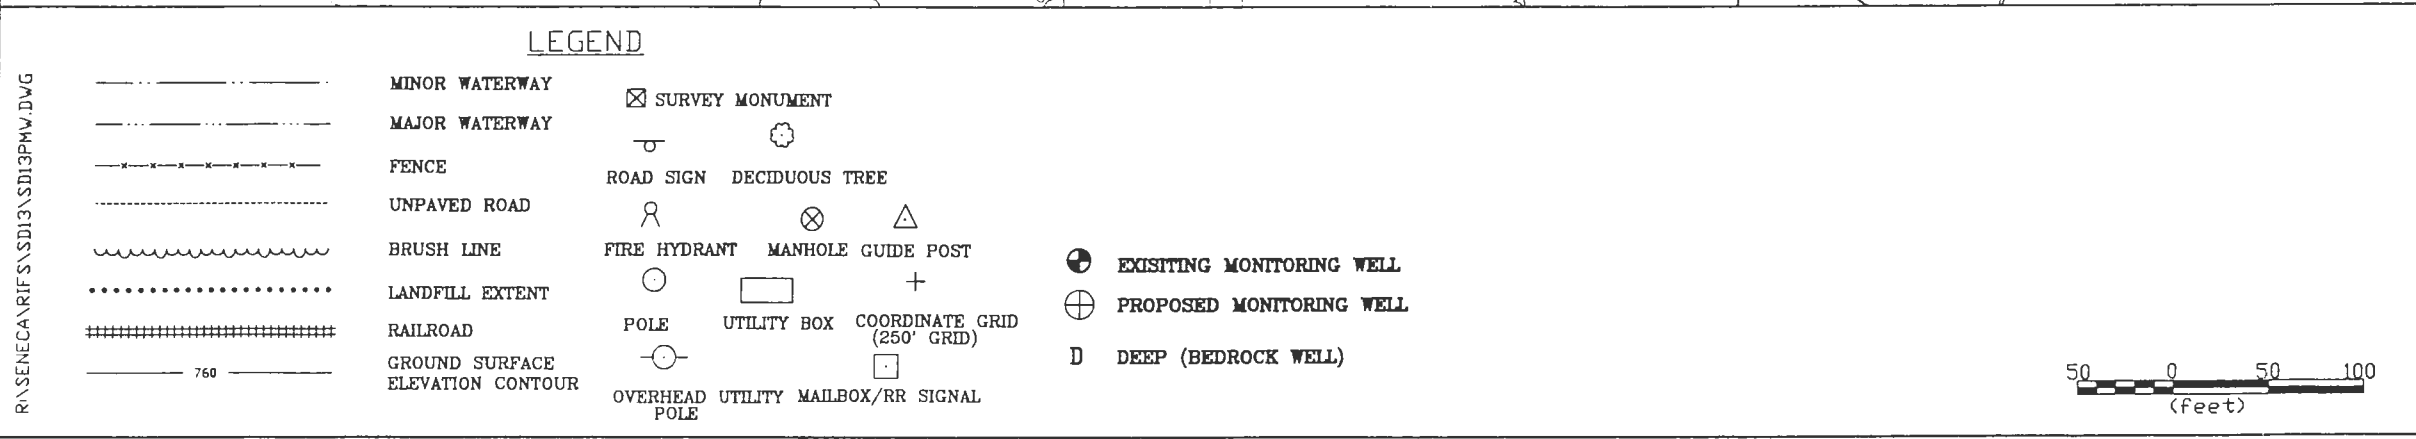 LEGEND
R:\SENECA\RIFS\SD13\SD13PMW.DWG
MINOR WATERWAY
MAJOR WATERWAY
FENCE
UNPAVED ROAD
BRUSH LINE
LANDFILL EXTENT
RAILROAD
760
GROUND SURFACE
ELEVATION CONTOUR
SURVEY MONUMENT
ROAD SIGN DECIDUOUS TREE
FIRE HYDRANT MANHOLE GUIDE POST
POLE UTILITY BOX COORDINATE GRID
(250' GRID)
OVERHEAD UTILITY MAILBOX/RR SIGNAL
POLE
EXISITING MONITORING WELL
PROPOSED MONITORING WELL
D DEEP (BEDROCK WELL)
50 0 50 100
(feet)